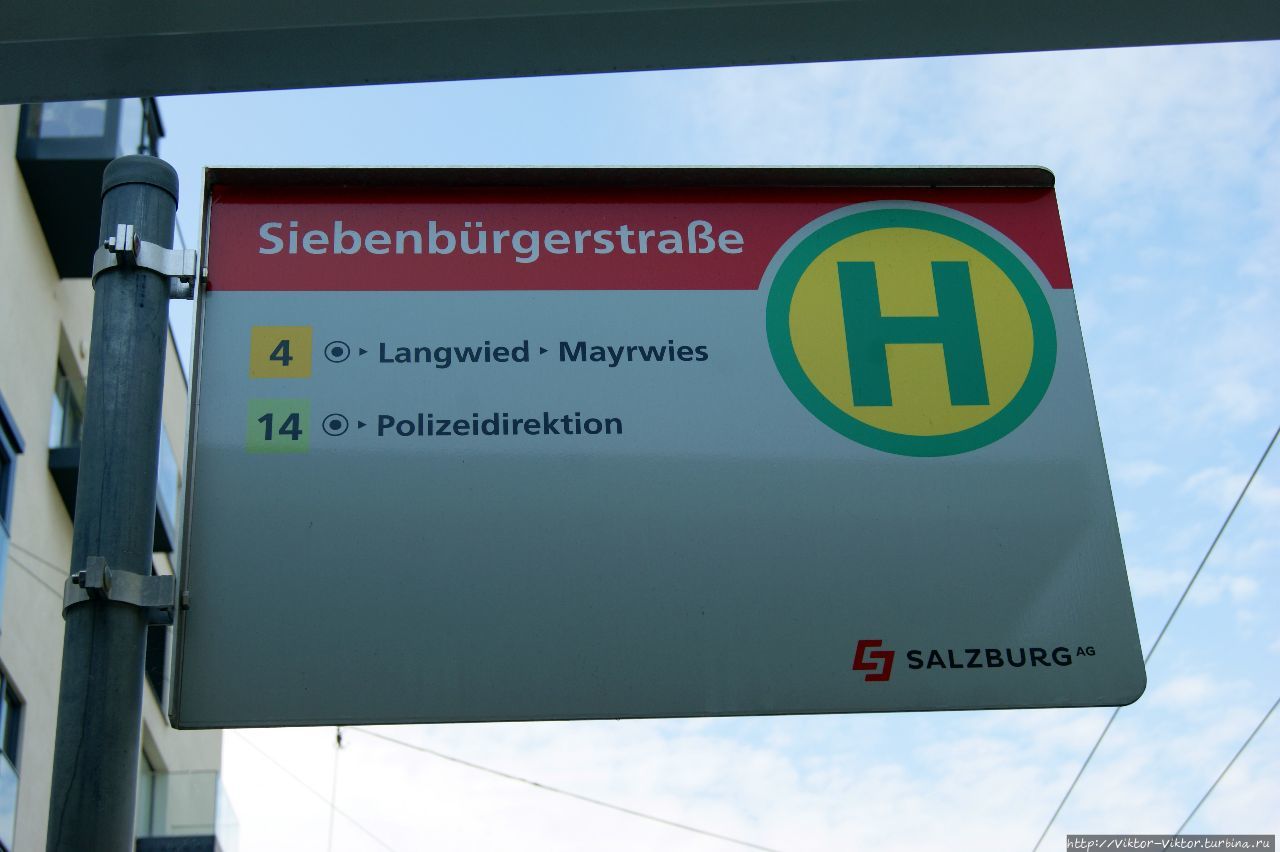 Siebenbürgerstraße
H
4 ‣ Langwied ‣ Mayrwies
14 ‣ Polizeidirektion
SALZBURG AG
http://Viktor-Viktor.turbina.ru